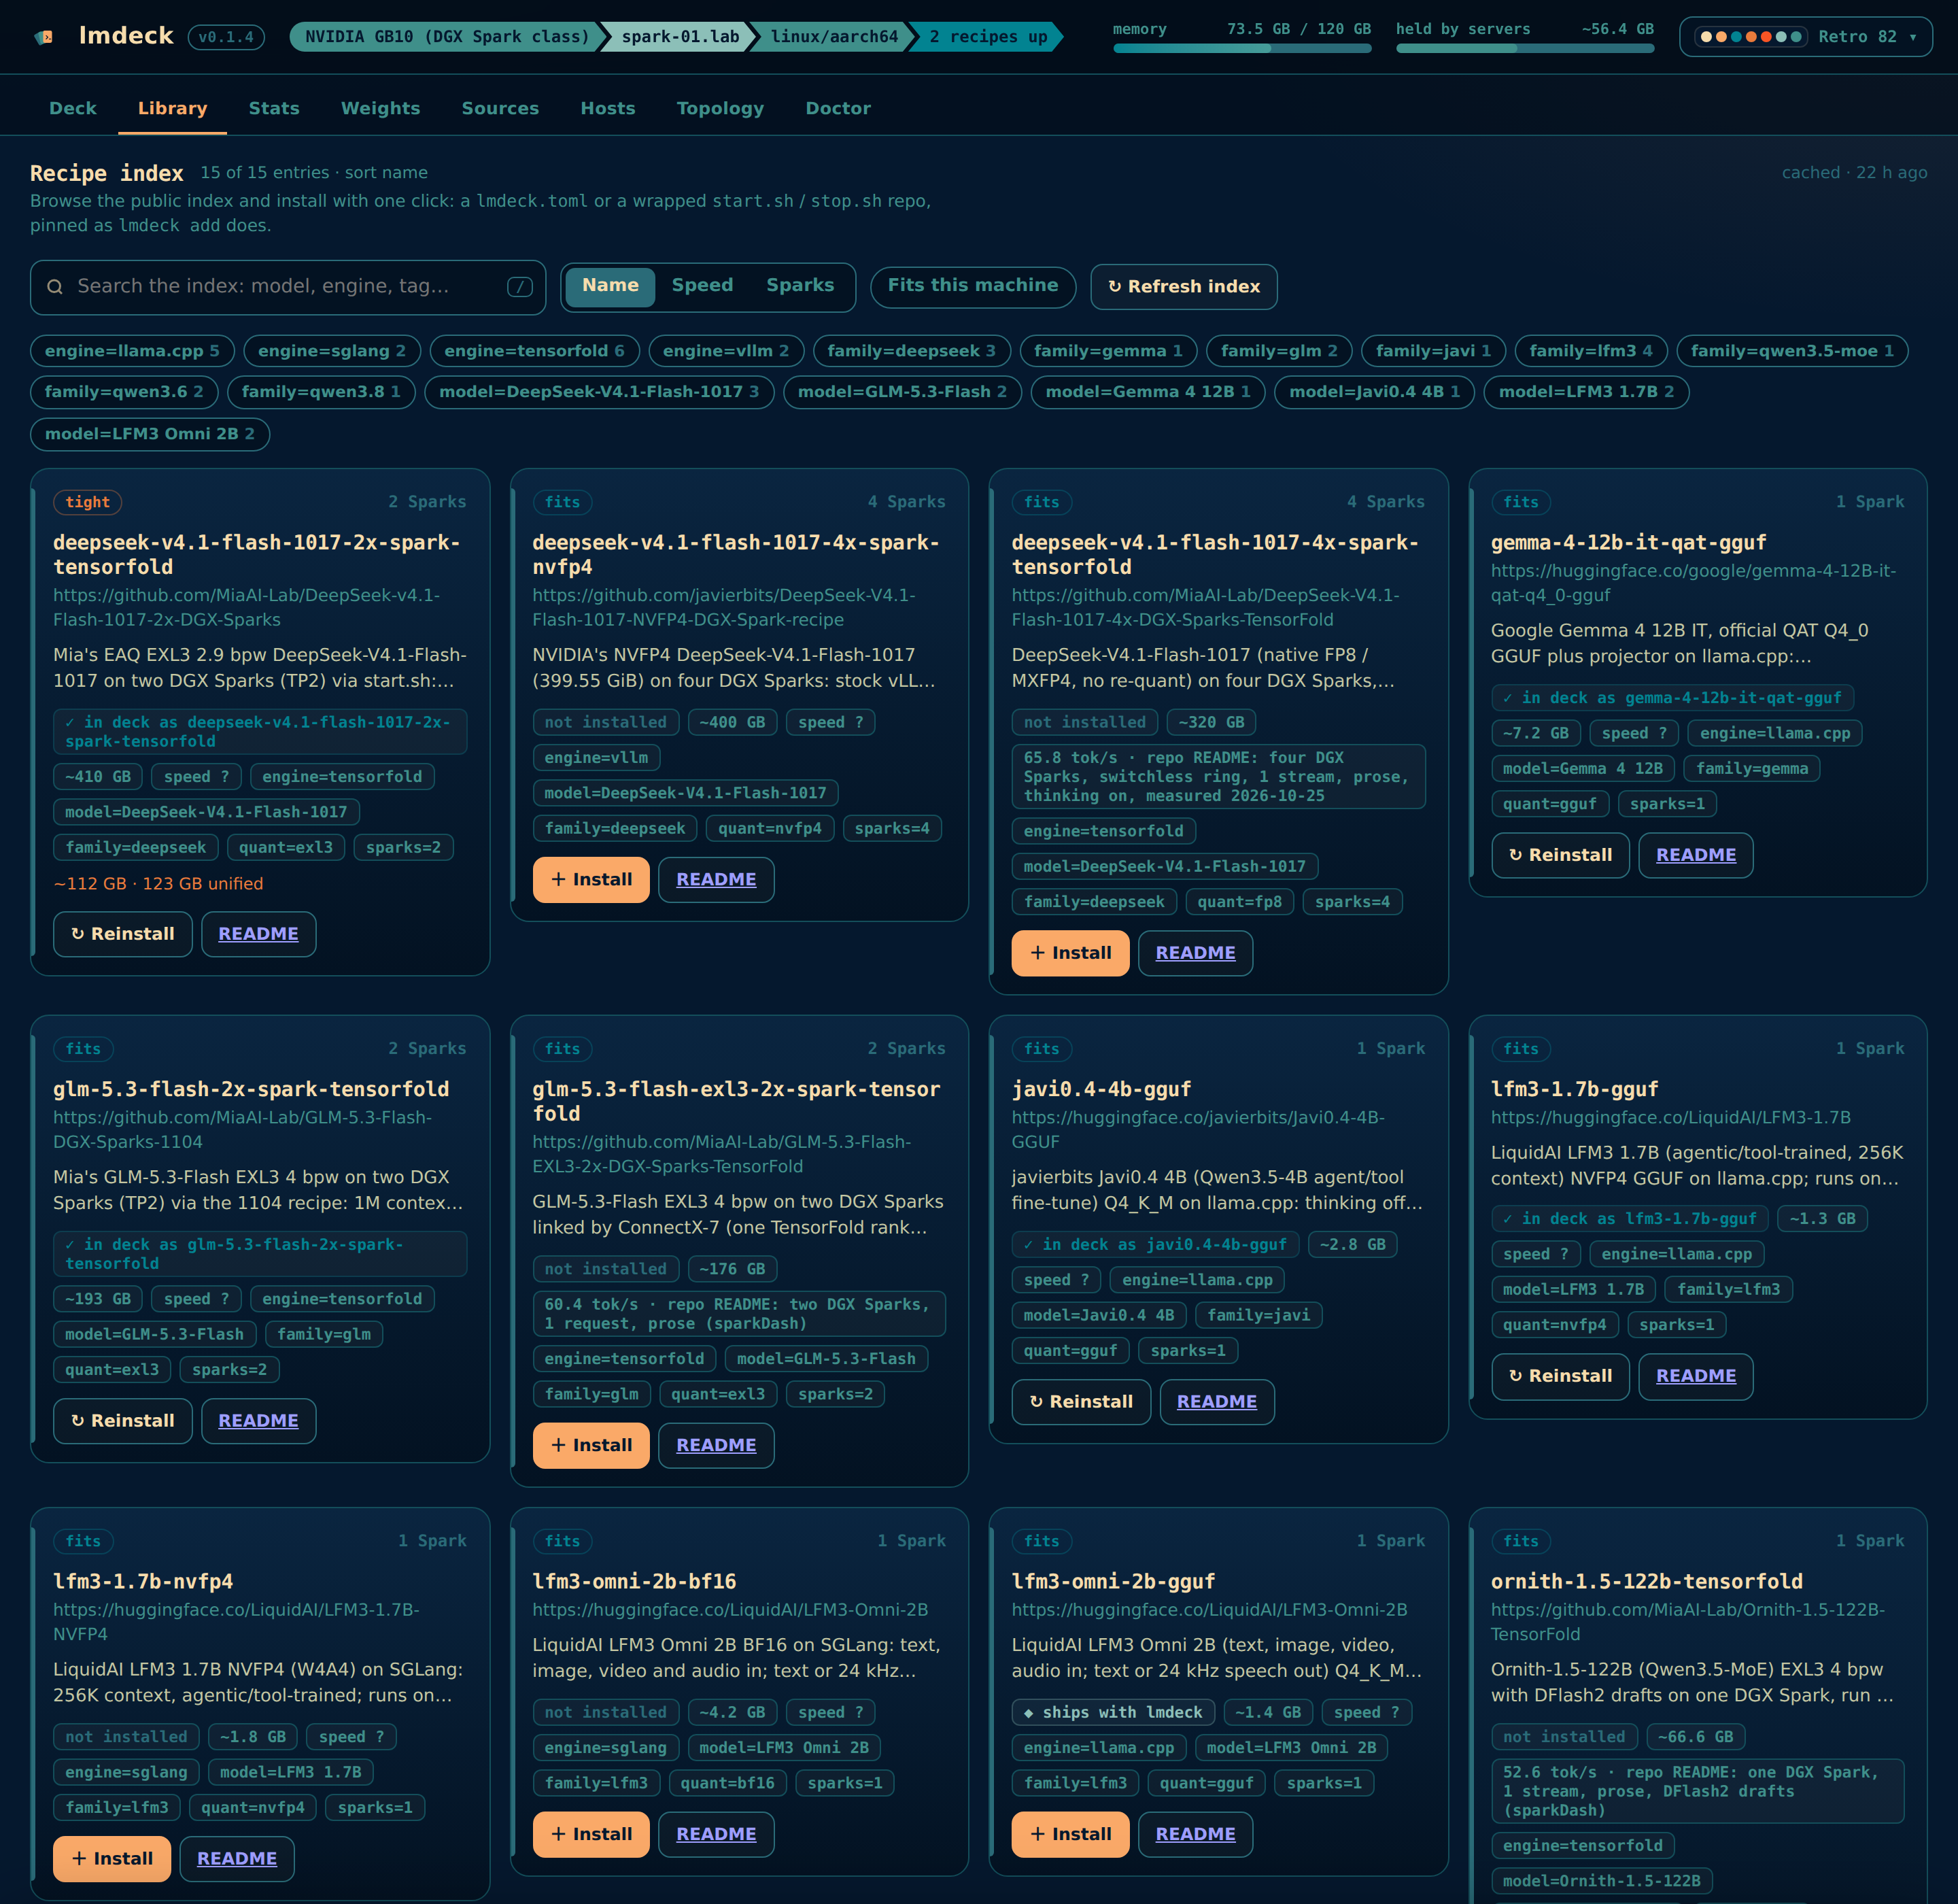 lmdeck v0.1.4 NVIDIA GB10 (DGX Spark class) spark-01.lab linux/aarch64 2 recipes up memory 73.5 GB / 120 GB held by servers ~56.4 GB Retro 82 ▾
Deck Library Stats Weights Sources Hosts Topology Doctor
Recipe index 15 of 15 entries · sort name cached · 22 h ago
Browse the public index and install with one click: a lmdeck.toml or a wrapped start.sh / stop.sh repo,
pinned as lmdeck add does.
Search the index: model, engine, tag… / Name Speed Sparks Fits this machine ↻ Refresh index
engine=llama.cpp 5 engine=sglang 2 engine=tensorfold 6 engine=vllm 2 family=deepseek 3 family=gemma 1 family=glm 2 family=javi 1 family=lfm3 4 family=qwen3.5-moe 1
family=qwen3.6 2 family=qwen3.8 1 model=DeepSeek-V4.1-Flash-1017 3 model=GLM-5.3-Flash 2 model=Gemma 4 12B 1 model=Javi0.4 4B 1 model=LFM3 1.7B 2
model=LFM3 Omni 2B 2
tight 2 Sparks
deepseek-v4.1-flash-1017-2x-spark-
tensorfold
https://github.com/MiaAI-Lab/DeepSeek-v4.1-
Flash-1017-2x-DGX-Sparks
Mia's EAQ EXL3 2.9 bpw DeepSeek-V4.1-Flash-
1017 on two DGX Sparks (TP2) via start.sh:…
✓ in deck as deepseek-v4.1-flash-1017-2x-
spark-tensorfold
~410 GB speed ? engine=tensorfold
model=DeepSeek-V4.1-Flash-1017
family=deepseek quant=exl3 sparks=2
~112 GB · 123 GB unified
↻ Reinstall README
fits 4 Sparks
deepseek-v4.1-flash-1017-4x-spark-
nvfp4
https://github.com/javierbits/DeepSeek-V4.1-
Flash-1017-NVFP4-DGX-Spark-recipe
NVIDIA's NVFP4 DeepSeek-V4.1-Flash-1017
(399.55 GiB) on four DGX Sparks: stock vLL…
not installed ~400 GB speed ?
engine=vllm
model=DeepSeek-V4.1-Flash-1017
family=deepseek quant=nvfp4 sparks=4
+ Install README
fits 4 Sparks
deepseek-v4.1-flash-1017-4x-spark-
tensorfold
https://github.com/MiaAI-Lab/DeepSeek-V4.1-
Flash-1017-4x-DGX-Sparks-TensorFold
DeepSeek-V4.1-Flash-1017 (native FP8 /
MXFP4, no re-quant) on four DGX Sparks,…
not installed ~320 GB
65.8 tok/s · repo README: four DGX
Sparks, switchless ring, 1 stream, prose,
thinking on, measured 2026-10-25
engine=tensorfold
model=DeepSeek-V4.1-Flash-1017
family=deepseek quant=fp8 sparks=4
+ Install README
fits 1 Spark
gemma-4-12b-it-qat-gguf
https://huggingface.co/google/gemma-4-12B-it-
qat-q4_0-gguf
Google Gemma 4 12B IT, official QAT Q4_0
GGUF plus projector on llama.cpp:…
✓ in deck as gemma-4-12b-it-qat-gguf
~7.2 GB speed ? engine=llama.cpp
model=Gemma 4 12B family=gemma
quant=gguf sparks=1
↻ Reinstall README
fits 2 Sparks
glm-5.3-flash-2x-spark-tensorfold
https://github.com/MiaAI-Lab/GLM-5.3-Flash-
DGX-Sparks-1104
Mia's GLM-5.3-Flash EXL3 4 bpw on two DGX
Sparks (TP2) via the 1104 recipe: 1M contex…
✓ in deck as glm-5.3-flash-2x-spark-
tensorfold
~193 GB speed ? engine=tensorfold
model=GLM-5.3-Flash family=glm
quant=exl3 sparks=2
↻ Reinstall README
fits 2 Sparks
glm-5.3-flash-exl3-2x-spark-tensor
fold
https://github.com/MiaAI-Lab/GLM-5.3-Flash-
EXL3-2x-DGX-Sparks-TensorFold
GLM-5.3-Flash EXL3 4 bpw on two DGX Sparks
linked by ConnectX-7 (one TensorFold rank…
not installed ~176 GB
60.4 tok/s · repo README: two DGX Sparks,
1 request, prose (sparkDash)
engine=tensorfold model=GLM-5.3-Flash
family=glm quant=exl3 sparks=2
+ Install README
fits 1 Spark
javi0.4-4b-gguf
https://huggingface.co/javierbits/Javi0.4-4B-
GGUF
javierbits Javi0.4 4B (Qwen3.5-4B agent/tool
fine-tune) Q4_K_M on llama.cpp: thinking off…
✓ in deck as javi0.4-4b-gguf ~2.8 GB
speed ? engine=llama.cpp
model=Javi0.4 4B family=javi
quant=gguf sparks=1
↻ Reinstall README
fits 1 Spark
lfm3-1.7b-gguf
https://huggingface.co/LiquidAI/LFM3-1.7B
LiquidAI LFM3 1.7B (agentic/tool-trained, 256K
context) NVFP4 GGUF on llama.cpp; runs on…
✓ in deck as lfm3-1.7b-gguf ~1.3 GB
speed ? engine=llama.cpp
model=LFM3 1.7B family=lfm3
quant=nvfp4 sparks=1
↻ Reinstall README
fits 1 Spark
lfm3-1.7b-nvfp4
https://huggingface.co/LiquidAI/LFM3-1.7B-
NVFP4
LiquidAI LFM3 1.7B NVFP4 (W4A4) on SGLang:
256K context, agentic/tool-trained; runs on…
not installed ~1.8 GB speed ?
engine=sglang model=LFM3 1.7B
family=lfm3 quant=nvfp4 sparks=1
+ Install README
fits 1 Spark
lfm3-omni-2b-bf16
https://huggingface.co/LiquidAI/LFM3-Omni-2B
LiquidAI LFM3 Omni 2B BF16 on SGLang: text,
image, video and audio in; text or 24 kHz…
not installed ~4.2 GB speed ?
engine=sglang model=LFM3 Omni 2B
family=lfm3 quant=bf16 sparks=1
+ Install README
fits 1 Spark
lfm3-omni-2b-gguf
https://huggingface.co/LiquidAI/LFM3-Omni-2B
LiquidAI LFM3 Omni 2B (text, image, video,
audio in; text or 24 kHz speech out) Q4_K_M…
◆ ships with lmdeck ~1.4 GB speed ?
engine=llama.cpp model=LFM3 Omni 2B
family=lfm3 quant=gguf sparks=1
+ Install README
fits 1 Spark
ornith-1.5-122b-tensorfold
https://github.com/MiaAI-Lab/Ornith-1.5-122B-
TensorFold
Ornith-1.5-122B (Qwen3.5-MoE) EXL3 4 bpw
with DFlash2 drafts on one DGX Spark, run …
not installed ~66.6 GB
52.6 tok/s · repo README: one DGX Spark,
1 stream, prose, DFlash2 drafts
(sparkDash)
engine=tensorfold
model=Ornith-1.5-122B